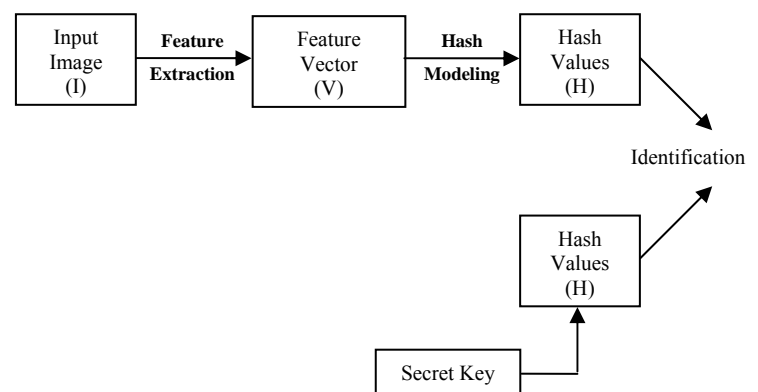 Input
Image
(I)
Feature
Extraction
Feature
Vector
(V)
Hash
Modeling
Hash
Values
(H)
Identification
Hash
Values
(H)
Secret Key